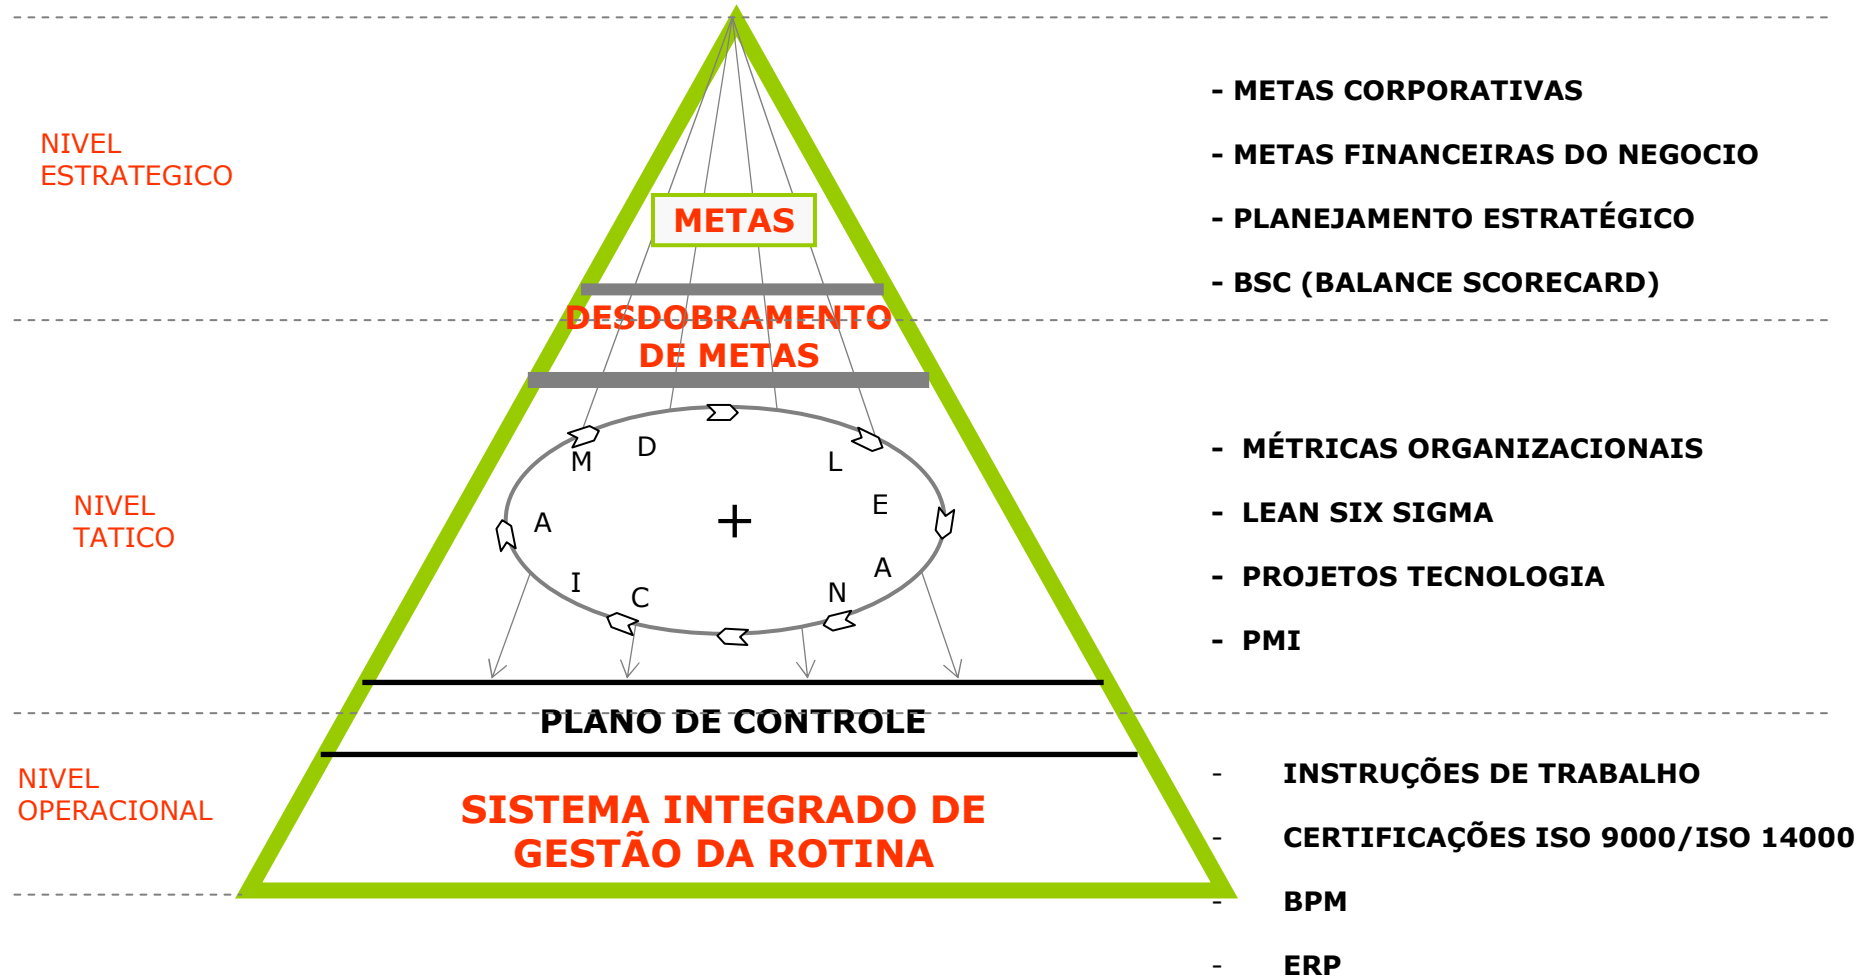 NIVEL
ESTRATEGICO
METAS
- METAS CORPORATIVAS
- METAS FINANCEIRAS DO NEGOCIO
- PLANEJAMENTO ESTRATÉGICO
- BSC (BALANCE SCORECARD)
DESDOBRAMENTO
DE METAS
NIVEL
TATICO
D
M
A
I
C
+
L
E
A
N
- MÉTRICAS ORGANIZACIONAIS
- LEAN SIX SIGMA
- PROJETOS TECNOLOGIA
- PMI
PLANO DE CONTROLE
NIVEL
OPERACIONAL
SISTEMA INTEGRADO DE
GESTÃO DA ROTINA
- INSTRUÇÕES DE TRABALHO
- CERTIFICAÇÕES ISO 9000/ISO 14000
- BPM
- ERP